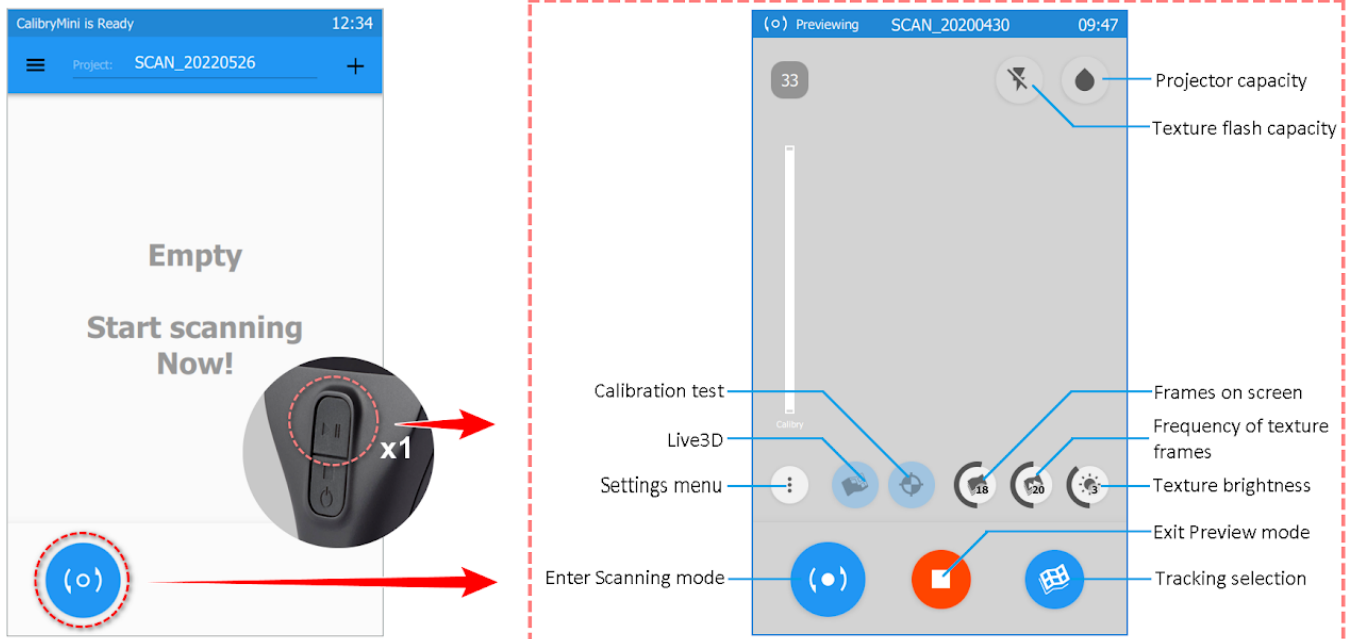 CalibryMini is Ready 12:34
Project: SCAN_20220526
Empty
Start scanning
Now!
x1
Previewing SCAN_20200430 09:47
33
Projector capacity
Texture flash capacity
Calibration test
Frames on screen
Calibry
Live3D
Frequency of texture
frames
Settings menu
18
20
3
Texture brightness
Exit Preview mode
Enter Scanning mode
Tracking selection